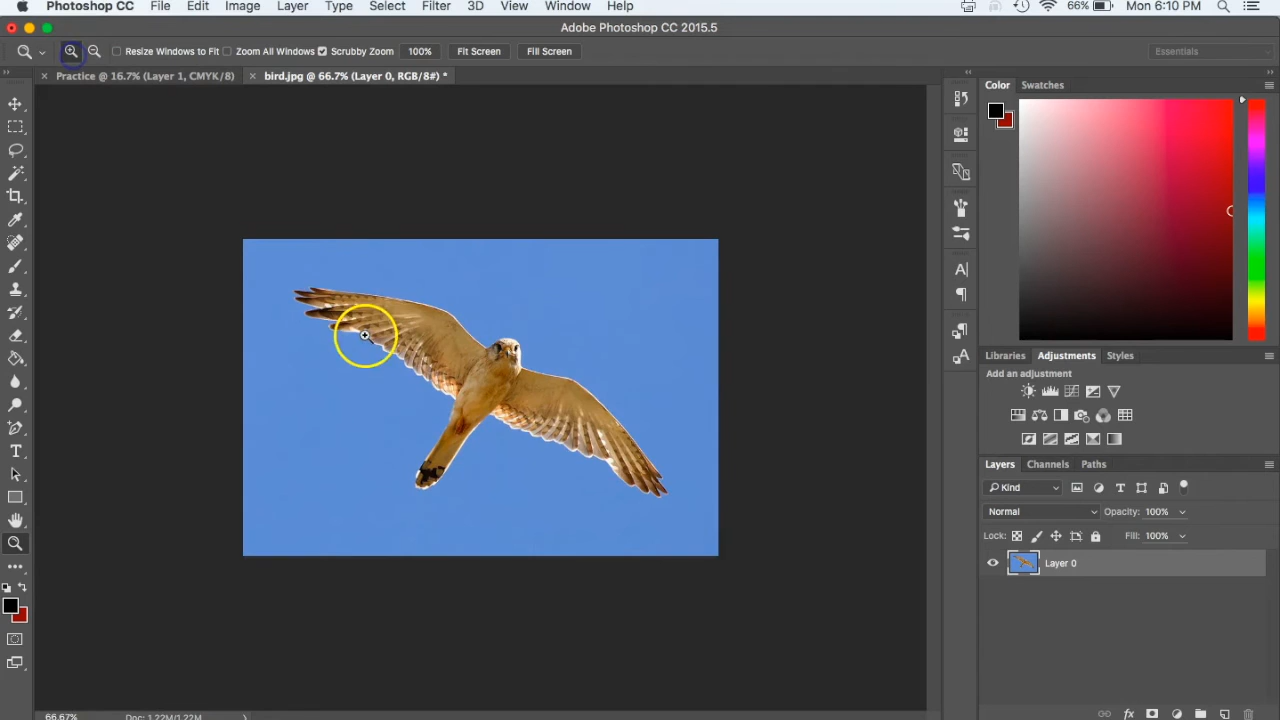 Photoshop CC File Edit Image Layer Type Select Filter 3D View Window Help 66% Mon 6:10 PM
Adobe Photoshop CC 2015.5
Resize Windows to Fit Zoom All Windows Scrubby Zoom 100% Fit Screen Fill Screen Essentials
Practice @ 16.7% (Layer 1, CMYK/8) bird.jpg @ 66.7% (Layer 0, RGB/8#) *
Color Swatches
Libraries Adjustments Styles
Add an adjustment
Layers Channels Paths
Kind
Normal Opacity: 100%
Lock: Fill: 100%
Layer 0
66.67% Doc: 1.22M/1.22M